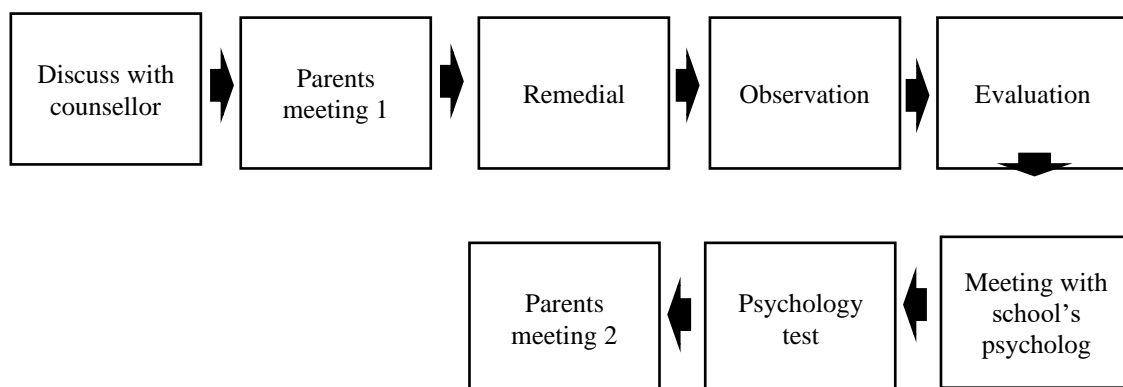 Discuss with
counsellor
Parents
meeting 1
Remedial
Observation
Evaluation
Meeting with
school’s
psycholog
Psychology
test
Parents
meeting 2